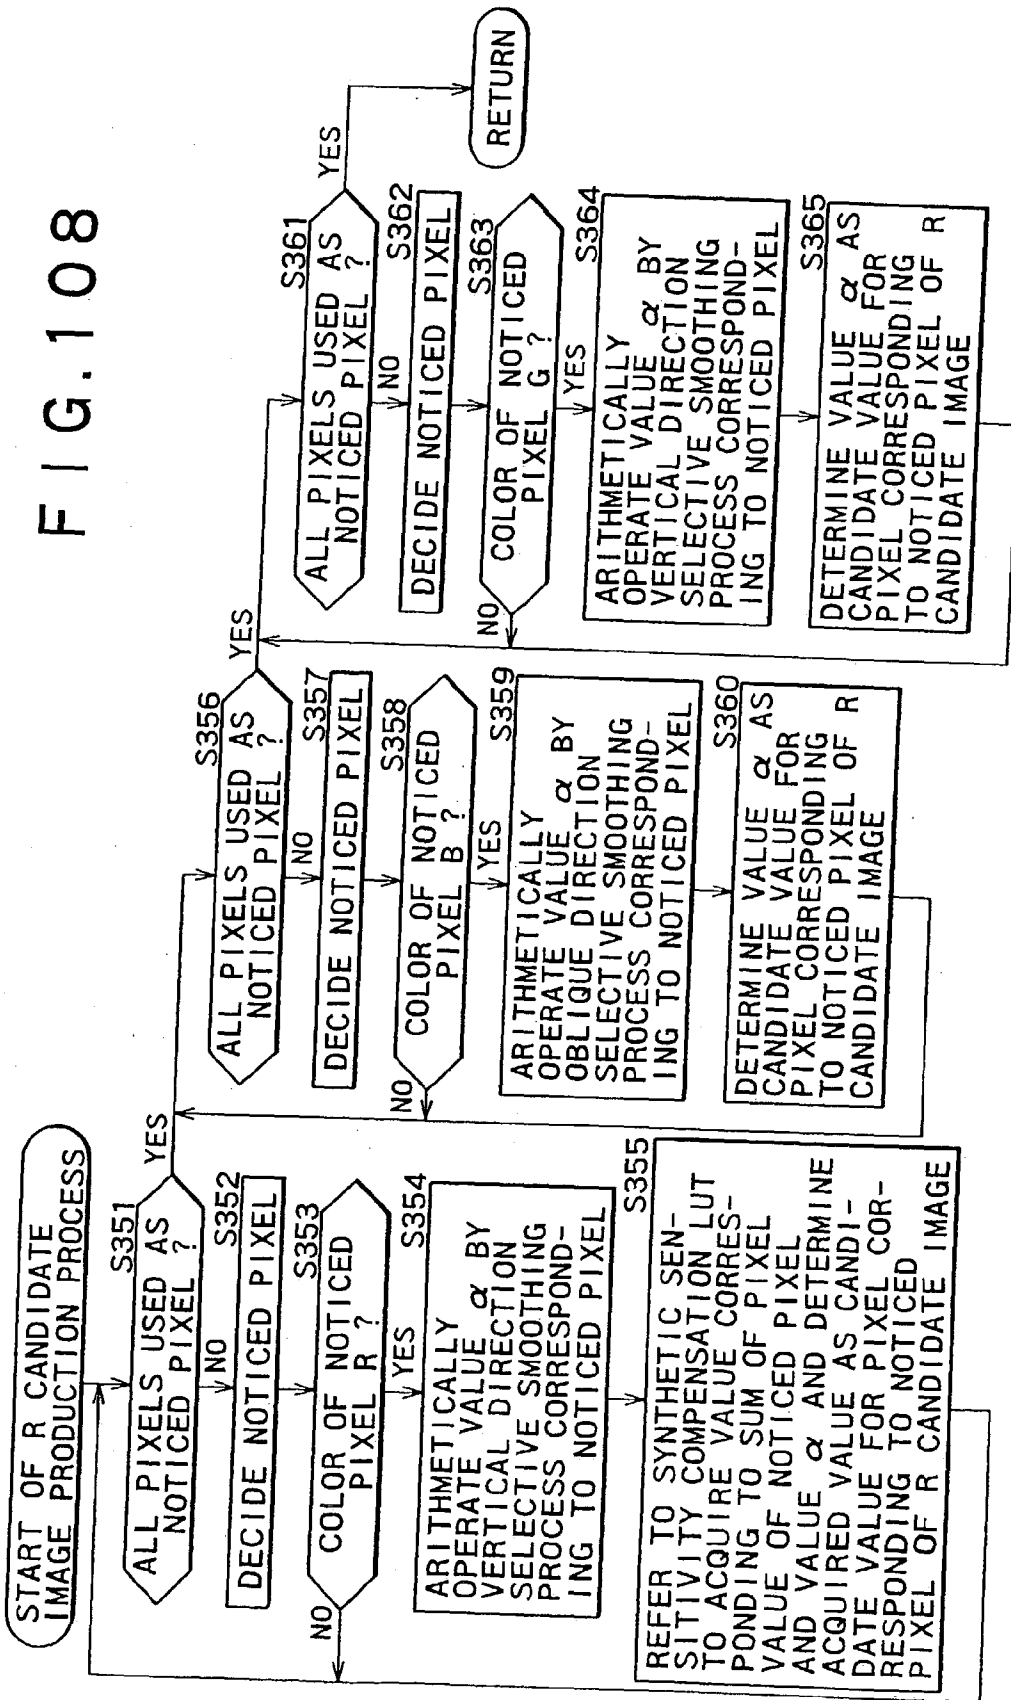 FIG.108
START OF R CANDIDATE
IMAGE PRODUCTION PROCESS
S351
ALL PIXELS USED AS
NOTICED PIXEL ?
YES
NO
S352
DECIDE NOTICED PIXEL
S353
COLOR OF NOTICED
PIXEL R ?
NO
YES
S354
ARITHMETICALLY
OPERATE VALUE α BY
VERTICAL DIRECTION
SELECTIVE SMOOTHING
PROCESS CORRESPOND-
ING TO NOTICED PIXEL
S355
REFER TO SYNTHETIC SEN-
SITIVITY COMPENSATION LUT
TO ACQUIRE VALUE CORRES-
PONDING TO SUM OF PIXEL
VALUE OF NOTICED PIXEL
AND VALUE α AND DETERMINE
ACQUIRED VALUE AS CANDI-
DATE VALUE FOR PIXEL COR-
RESPONDING TO NOTICED
PIXEL OF R CANDIDATE IMAGE
S356
ALL PIXELS USED AS
NOTICED PIXEL ?
YES
NO
S357
DECIDE NOTICED PIXEL
S358
COLOR OF NOTICED
PIXEL B ?
NO
YES
S359
ARITHMETICALLY
OPERATE VALUE α BY
OBLIQUE DIRECTION
SELECTIVE SMOOTHING
PROCESS CORRESPOND-
ING TO NOTICED PIXEL
S360
DETERMINE VALUE α AS
CANDIDATE VALUE FOR
PIXEL CORRESPONDING
TO NOTICED PIXEL OF R
CANDIDATE IMAGE
S361
ALL PIXELS USED AS
NOTICED PIXEL ?
YES
NO
S362
DECIDE NOTICED PIXEL
S363
COLOR OF NOTICED
PIXEL G ?
NO
YES
S364
ARITHMETICALLY
OPERATE VALUE α BY
VERTICAL DIRECTION
SELECTIVE SMOOTHING
PROCESS CORRESPOND-
ING TO NOTICED PIXEL
S365
DETERMINE VALUE α AS
CANDIDATE VALUE FOR
PIXEL CORRESPONDING
TO NOTICED PIXEL OF R
CANDIDATE IMAGE
RETURN